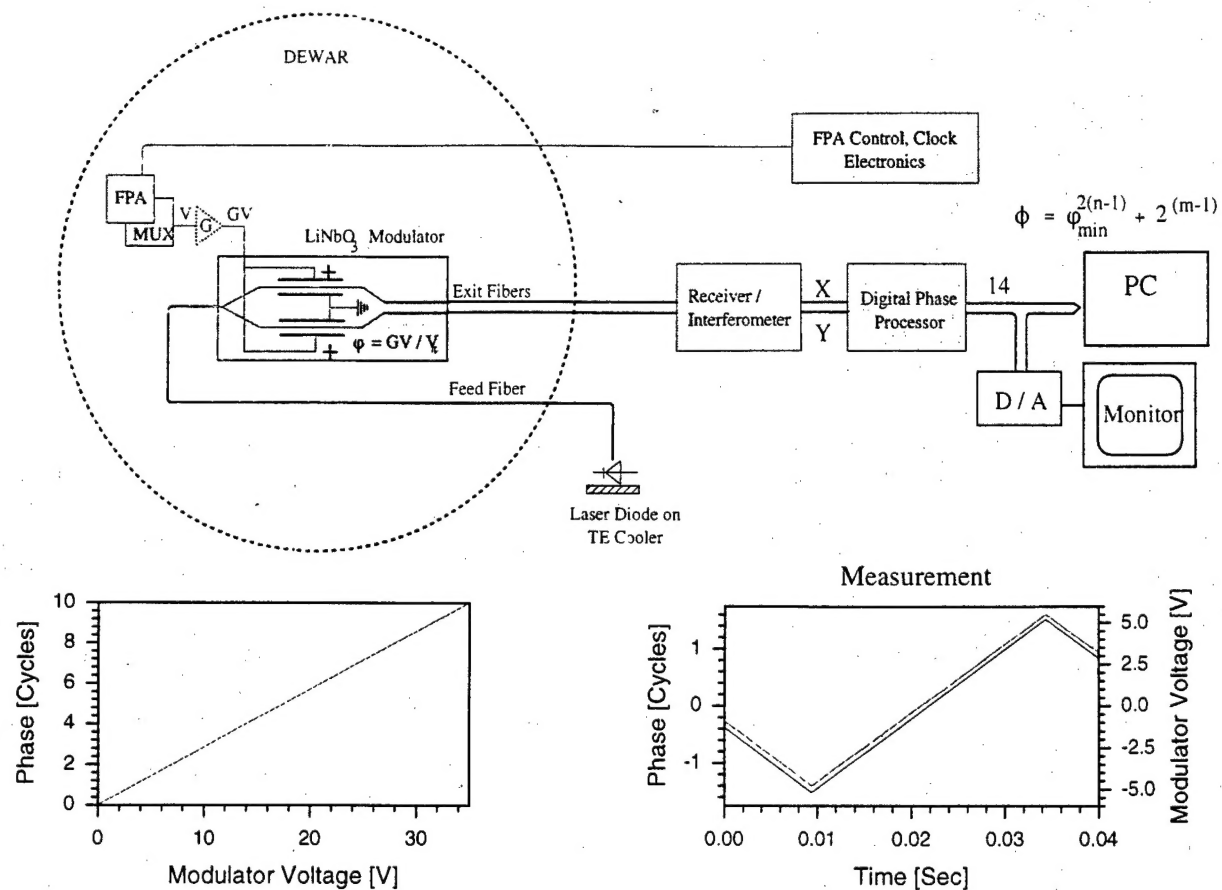 DEWAR
FPA Control, Clock
Electronics
FPA
MUX
V
G
GV
LiNbO3 Modulator
ϕ = φmin^2(n-1) + 2^(m-1)
+
Exit Fibers
φ = GV / Vπ
+
Feed Fiber
Receiver /
Interferometer
X
Y
Digital Phase
Processor
14
PC
D / A
Monitor
Laser Diode on
TE Cooler
Phase [Cycles]
10
8
6
4
2
0
0
10
20
30
Modulator Voltage [V]
Measurement
Phase [Cycles]
1
0
-1
5.0
2.5
0.0
-2.5
-5.0
Modulator Voltage [V]
0.00
0.01
0.02
0.03
0.04
Time [Sec]